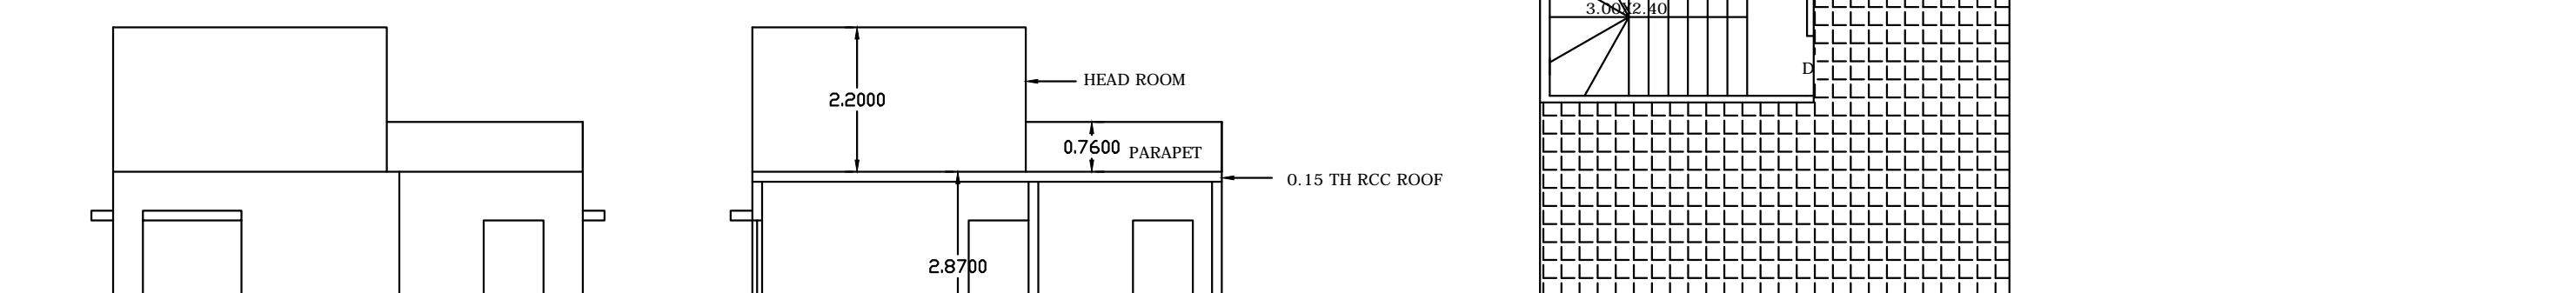 3.00X2.40
HEAD ROOM
2.2000
D
0.7600
PARAPET
0.15 TH RCC ROOF
2.8700